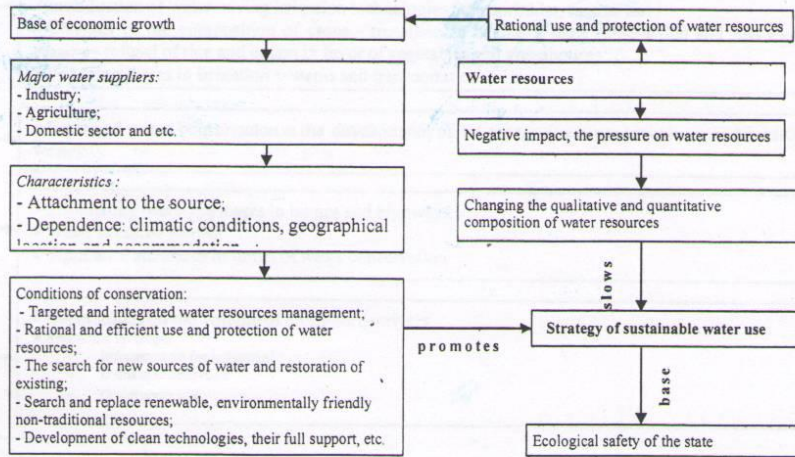 Base of economic growth
Rational use and protection of water resources
Major water suppliers:
- Industry;
- Agriculture;
- Domestic sector and etc.
Water resources
Negative impact, the pressure on water resources
Characteristics :
- Attachment to the source;
- Dependence: climatic conditions, geographical
location and accommodation
Changing the qualitative and quantitative
composition of water resources
slows
Conditions of conservation:
- Targeted and integrated water resources management;
- Rational and efficient use and protection of water
resources;
- The search for new sources of water and restoration of
existing;
- Search and replace renewable, environmentally friendly
non-traditional resources;
- Development of clean technologies, their full support, etc.
promotes
Strategy of sustainable water use
base
Ecological safety of the state